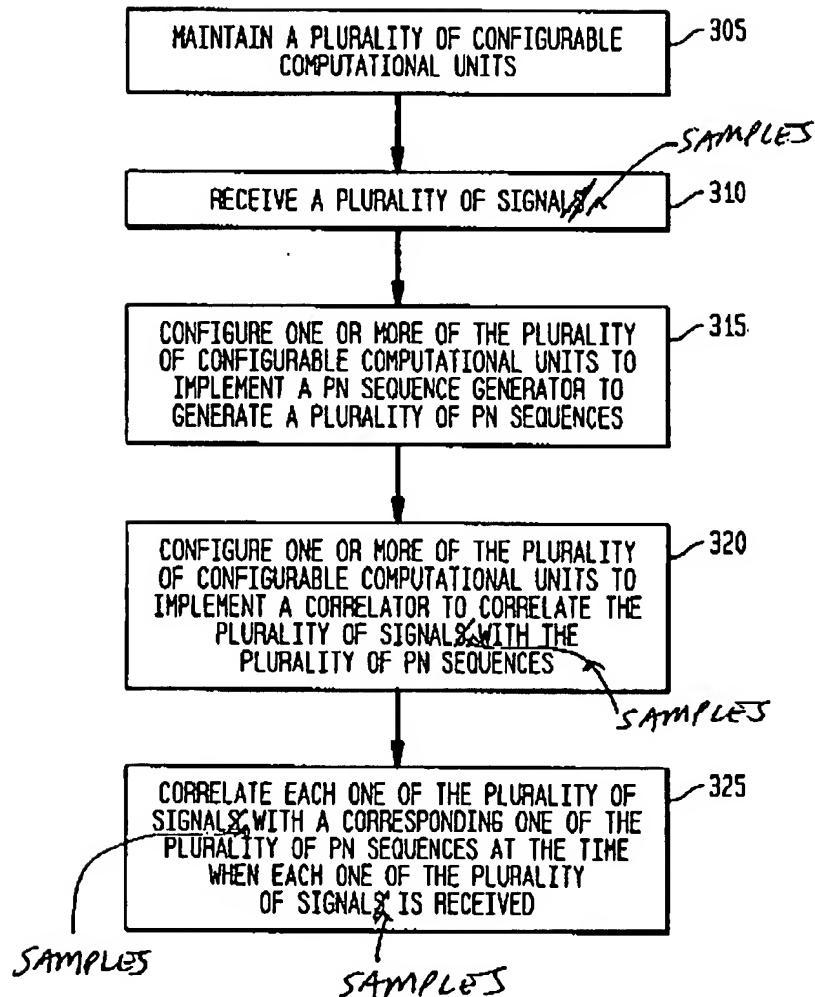 MAINTAIN A PLURALITY OF CONFIGURABLE
COMPUTATIONAL UNITS
305
SAMPLES
RECEIVE A PLURALITY OF SIGNALS
310
CONFIGURE ONE OR MORE OF THE PLURALITY
OF CONFIGURABLE COMPUTATIONAL UNITS TO
IMPLEMENT A PN SEQUENCE GENERATOR TO
GENERATE A PLURALITY OF PN SEQUENCES
315
CONFIGURE ONE OR MORE OF THE PLURALITY
OF CONFIGURABLE COMPUTATIONAL UNITS TO
IMPLEMENT A CORRELATOR TO CORRELATE THE
PLURALITY OF SIGNALS WITH THE
PLURALITY OF PN SEQUENCES
320
SAMPLES
CORRELATE EACH ONE OF THE PLURALITY OF
SIGNALS WITH A CORRESPONDING ONE OF THE
PLURALITY OF PN SEQUENCES AT THE TIME
WHEN EACH ONE OF THE PLURALITY
OF SIGNALS IS RECEIVED
325
SAMPLES
SAMPLES